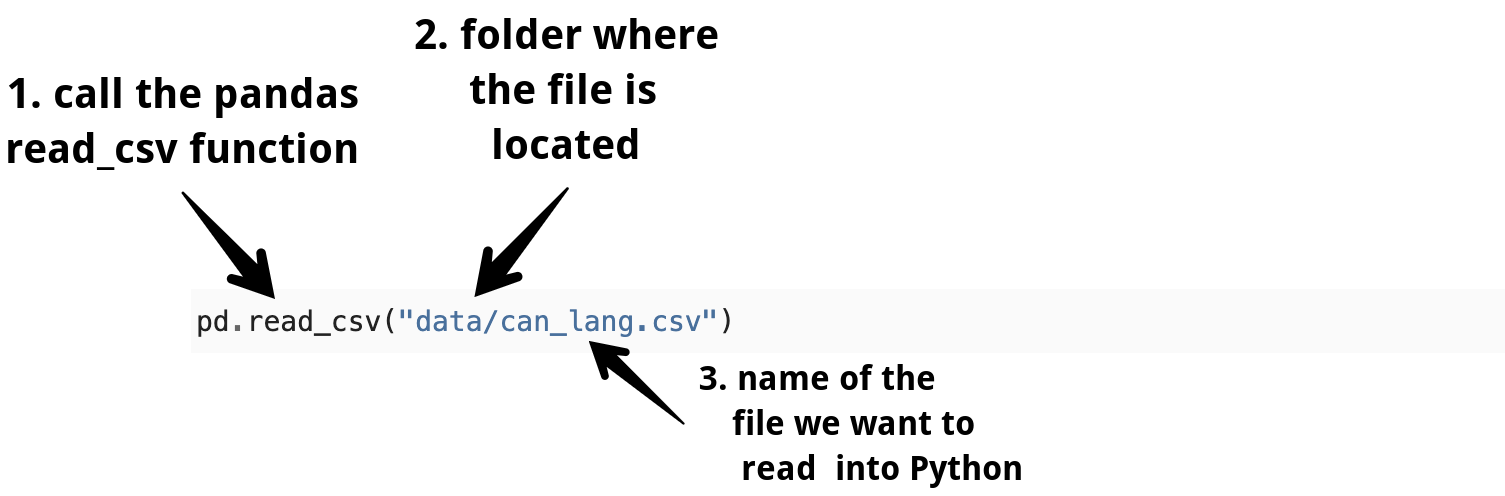 1. call the pandas
read_csv function
2. folder where
the file is
located
pd.read_csv("data/can_lang.csv")
3. name of the
file we want to
read  into Python